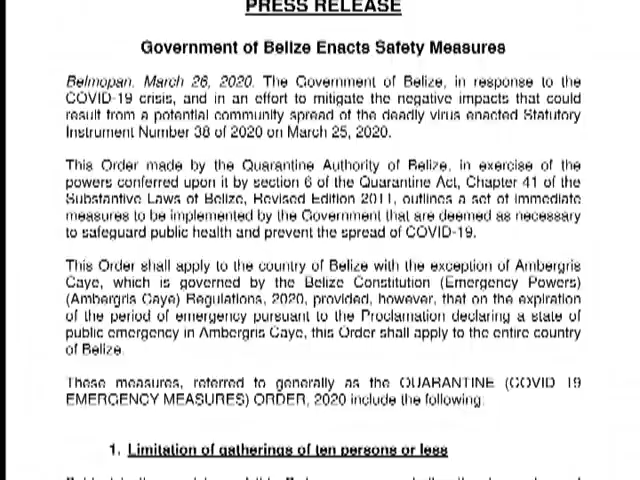 PRESS RELEASE
Government of Belize Enacts Safety Measures
Belmopan. March 26, 2020. The Government of Belize, in response to the
COVID-19 crisis, and in an effort to mitigate the negative impacts that could
result from a potential community spread of the deadly virus enacted Statutory
Instrument Number 38 of 2020 on March 25, 2020.
This Order made by the Quarantine Authority of Belize, in exercise of the
powers conferred upon it by section 6 of the Quarantine Act, Chapter 41 of the
Substantive Laws of Belize, Revised Edition 2011, outlines a set of immediate
measures to be implemented by the Government that are deemed as necessary
to safeguard public health and prevent the spread of COVID-19.
This Order shall apply to the country of Belize with the exception of Ambergris
Caye, which is governed by the Belize Constitution (Emergency Powers)
(Ambergris Caye) Regulations, 2020, provided, however, that on the expiration
of the period of emergency pursuant to the Proclamation declaring a state of
public emergency in Ambergris Caye, this Order shall apply to the entire country
of Belize.
These measures, referred to generally as the QUARANTINE (COVID 19
EMERGENCY MEASURES) ORDER, 2020 include the following:
1. Limitation of gatherings of ten persons or less